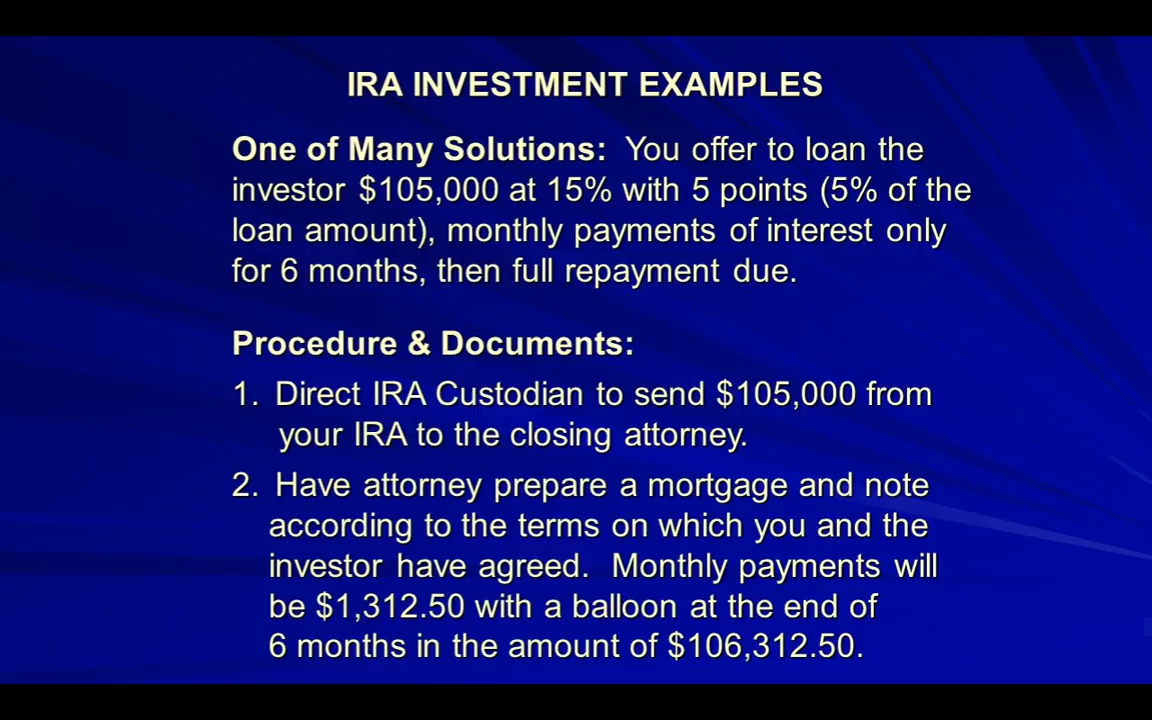 IRA INVESTMENT EXAMPLES
One of Many Solutions: You offer to loan the
investor $105,000 at 15% with 5 points (5% of the
loan amount), monthly payments of interest only
for 6 months, then full repayment due.
Procedure & Documents:
1. Direct IRA Custodian to send $105,000 from
your IRA to the closing attorney.
2. Have attorney prepare a mortgage and note
according to the terms on which you and the
investor have agreed. Monthly payments will
be $1,312.50 with a balloon at the end of
6 months in the amount of $106,312.50.